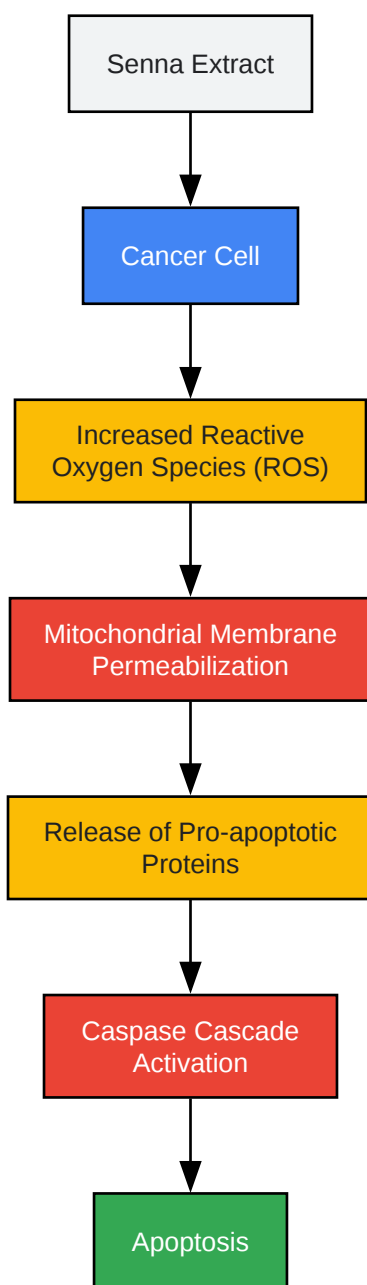 Senna Extract
Cancer Cell
Increased Reactive
Oxygen Species (ROS)
Mitochondrial Membrane
Permeabilization
Release of Pro-apoptotic
Proteins
Caspase Cascade
Activation
Apoptosis